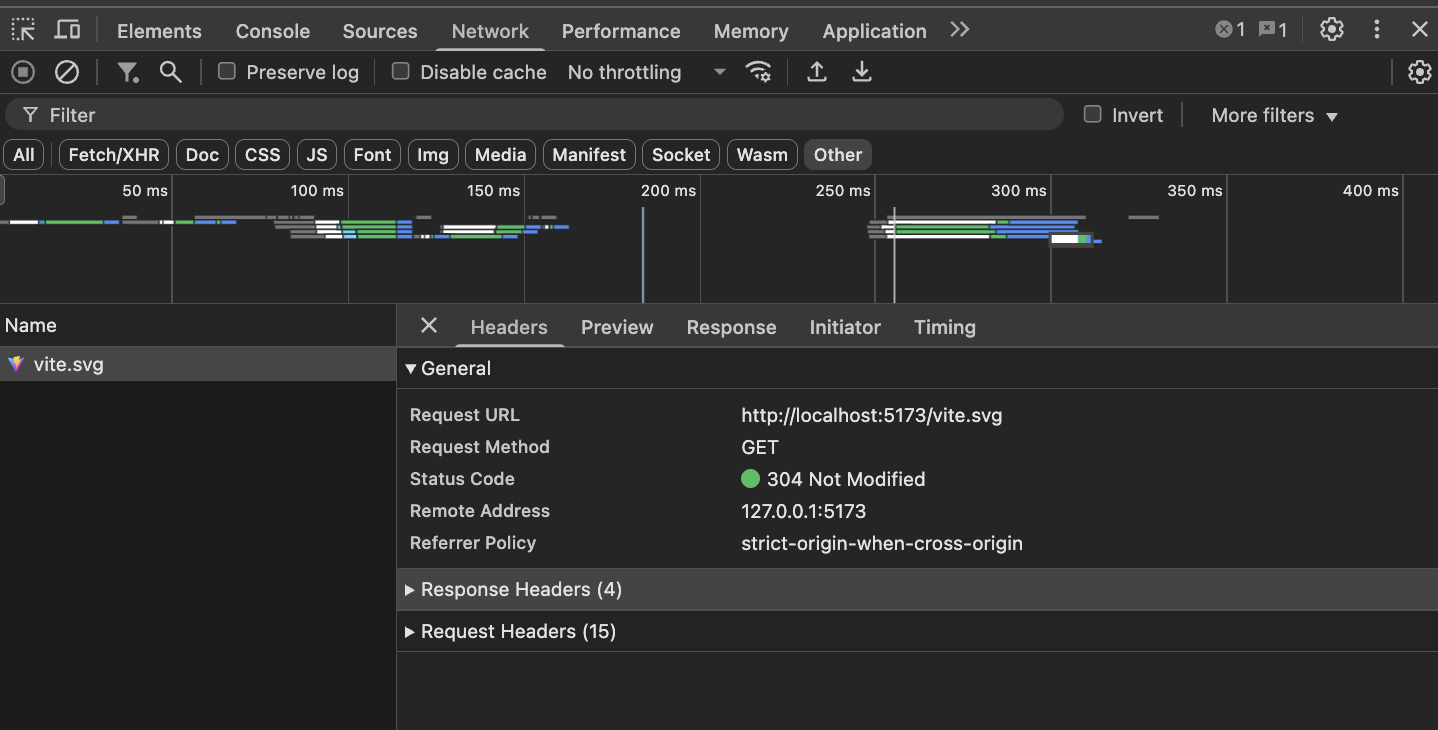 Elements Console Sources Network Performance Memory Application 1 1
Preserve log Disable cache No throttling
Filter Invert More filters
All Fetch/XHR Doc CSS JS Font Img Media Manifest Socket Wasm Other
50 ms 100 ms 150 ms 200 ms 250 ms 300 ms 350 ms 400 ms
Name Headers Preview Response Initiator Timing
vite.svg General
Request URL http://localhost:5173/vite.svg
Request Method GET
Status Code 304 Not Modified
Remote Address 127.0.0.1:5173
Referrer Policy strict-origin-when-cross-origin
Response Headers (4)
Request Headers (15)